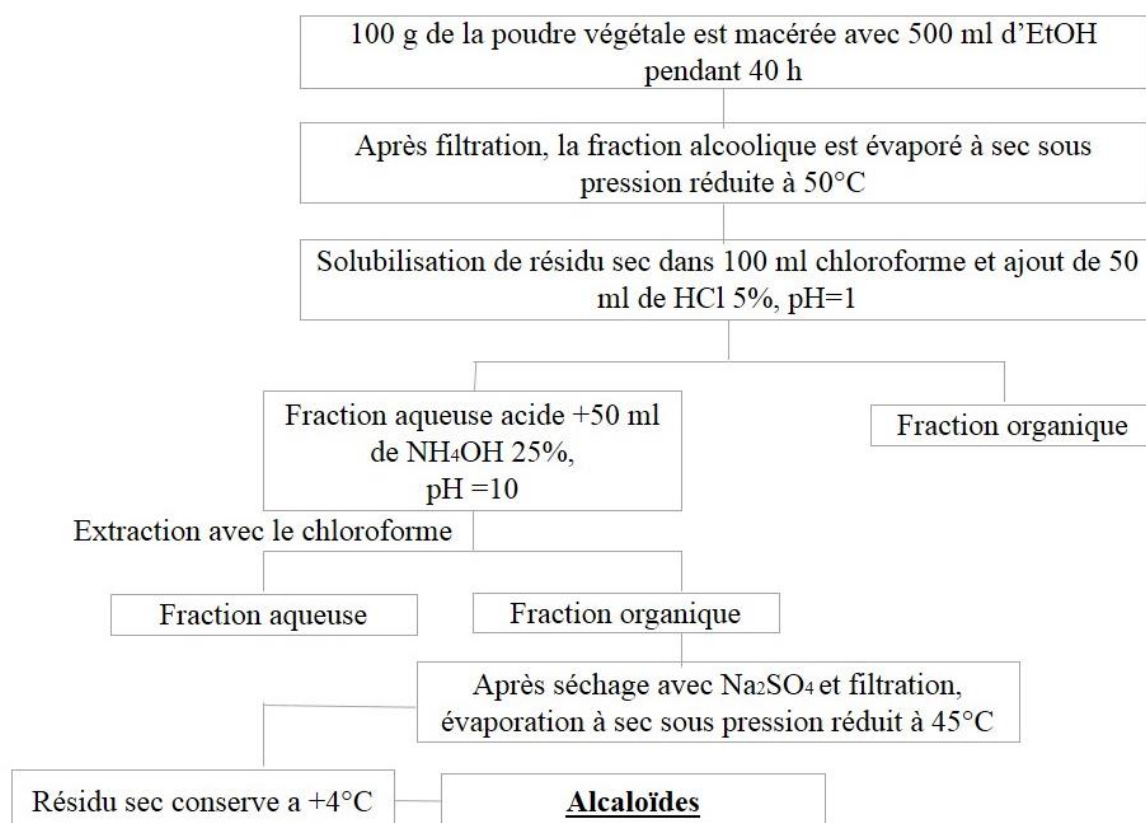 100 g de la poudre végétale est macérée avec 500 ml d’EtOH
pendant 40 h
Après filtration, la fraction alcoolique est évaporé à sec sous
pression réduite à 50°C
Solubilisation de résidu sec dans 100 ml chloroforme et ajout de 50
ml de HCl 5%, pH=1
Fraction aqueuse acide +50 ml
de NH₄OH 25%,
pH =10
Fraction organique
Extraction avec le chloroforme
Fraction aqueuse
Fraction organique
Après séchage avec Na₂SO₄ et filtration,
évaporation à sec sous pression réduit à 45°C
Résidu sec conserve a +4°C
Alcaloïdes